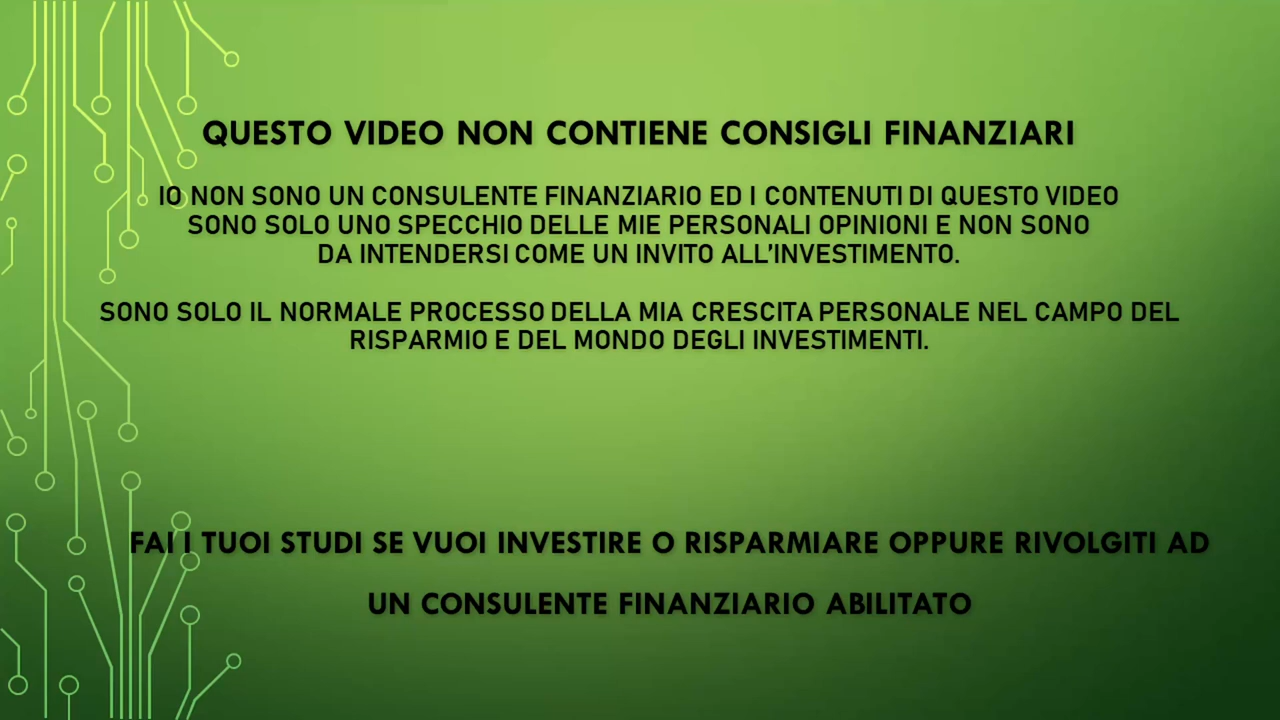 QUESTO VIDEO NON CONTIENE CONSIGLI FINANZIARI
IO NON SONO UN CONSULENTE FINANZIARIO ED I CONTENUTI DI QUESTO VIDEO
SONO SOLO UNO SPECCHIO DELLE MIE PERSONALI OPINIONI E NON SONO
DA INTENDERSI COME UN INVITO ALL'INVESTIMENTO.
SONO SOLO IL NORMALE PROCESSO DELLA MIA CRESCITA PERSONALE NEL CAMPO DEL
RISPARMIO E DEL MONDO DEGLI INVESTIMENTI.
FAI I TUOI STUDI SE VUOI INVESTIRE O RISPARMIARE OPPURE RIVOLGITI AD
UN CONSULENTE FINANZIARIO ABILITATO